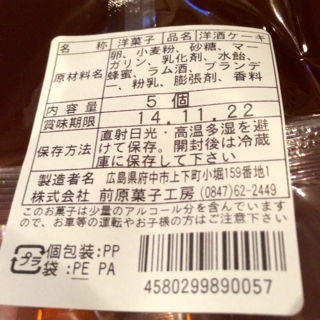 名 称 洋菓子 品名 洋酒ケーキ
原材料名 卵、小麦粉、砂糖、マー
ガリン、乳化剤、水飴、
蜂蜜、ラム酒、ブランデ
ー、粉乳、膨張剤、香料
内容量 5個
賞味期限 14.11.22
保存方法 直射日光・高温多湿を避
けて保存。開封後は冷蔵
庫に保存して下さい
製造者名 広島県府中市上下町小堀159番地1
株式会社 前原菓子工房 (0847)62-2449
このお菓子は少量のアルコール分を含んでいますの
で、お車等の運転やお子様の方はご注意下さい
プラ 個包装:PP
袋:PE PA
4580299890057